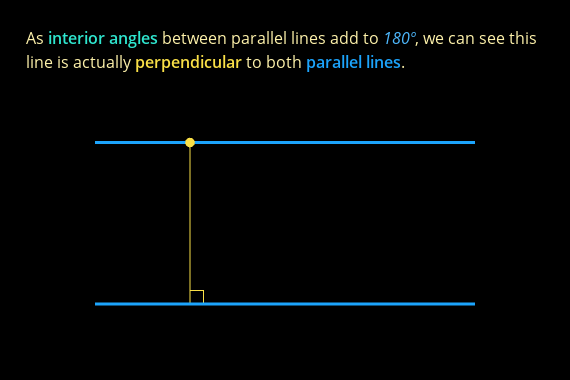 As interior angles between parallel lines add to 180º, we can see this
line is actually perpendicular to both parallel lines.